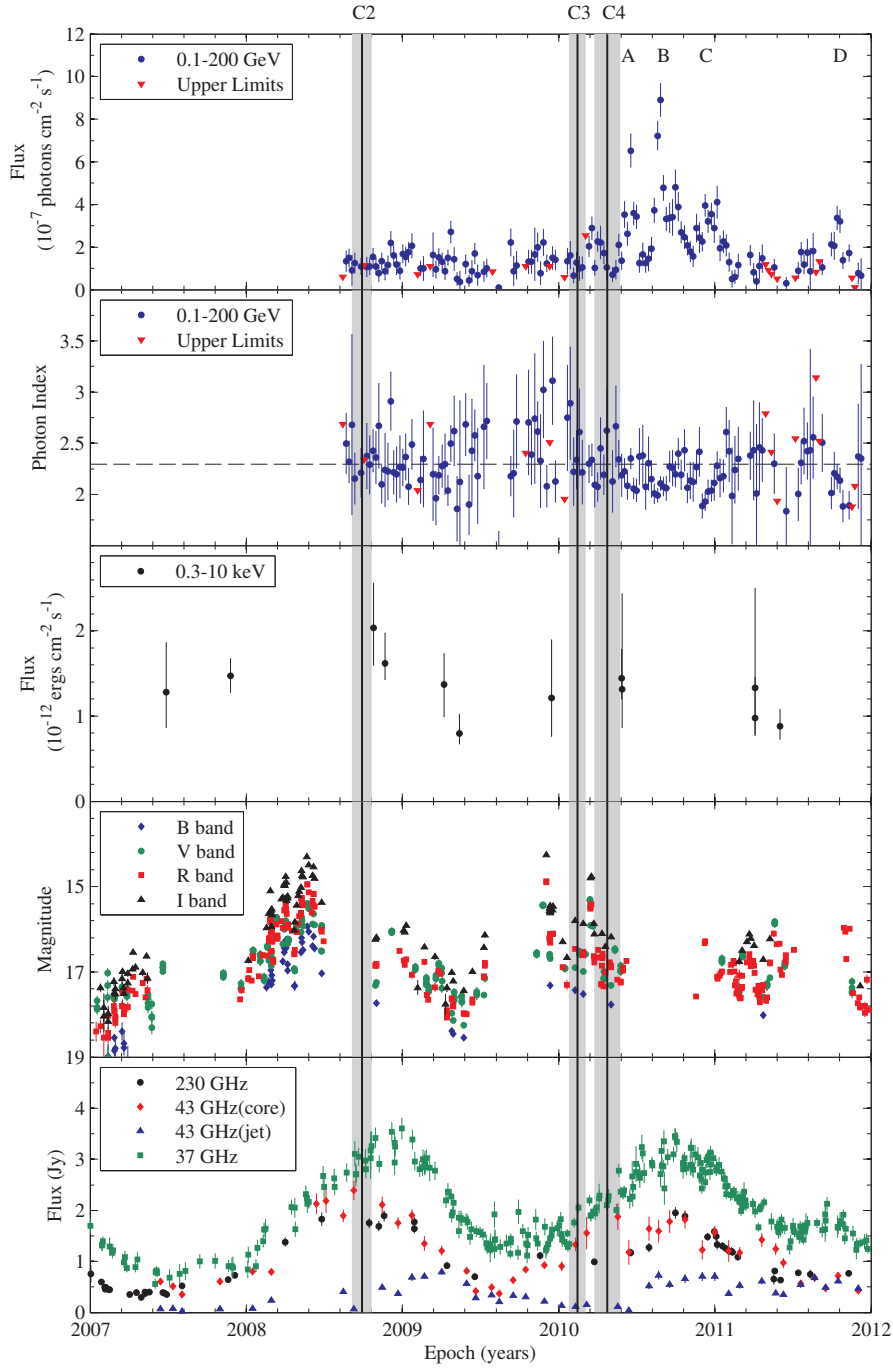 C2 C3 C4
12
10
8
6
4
2
0
Flux
(10⁻⁷ photons cm⁻² s⁻¹)
0.1-200 GeV
Upper Limits
A B C D
3.5
3
2.5
2
Photon Index
0.1-200 GeV
Upper Limits
2
1
0
Flux
(10⁻¹² ergs cm⁻² s⁻¹)
0.3-10 keV
15
17
19
Magnitude
B band
V band
R band
I band
5
4
3
2
1
0
Flux (Jy)
230 GHz
43 GHz(core)
43 GHz(jet)
37 GHz
2007 2008 2009 2010 2011 2012
Epoch (years)